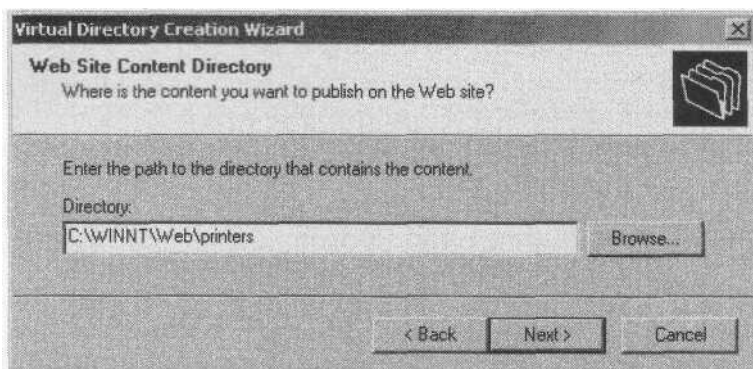 Virtual Directory Creation Wizard
Web Site Content Directory
Where is the content you want to publish on the Web site?
Enter the path to the directory that contains the content.
Directory:
C:\WINNT\Web\printers
Browse...
< Back
Next >
Cancel